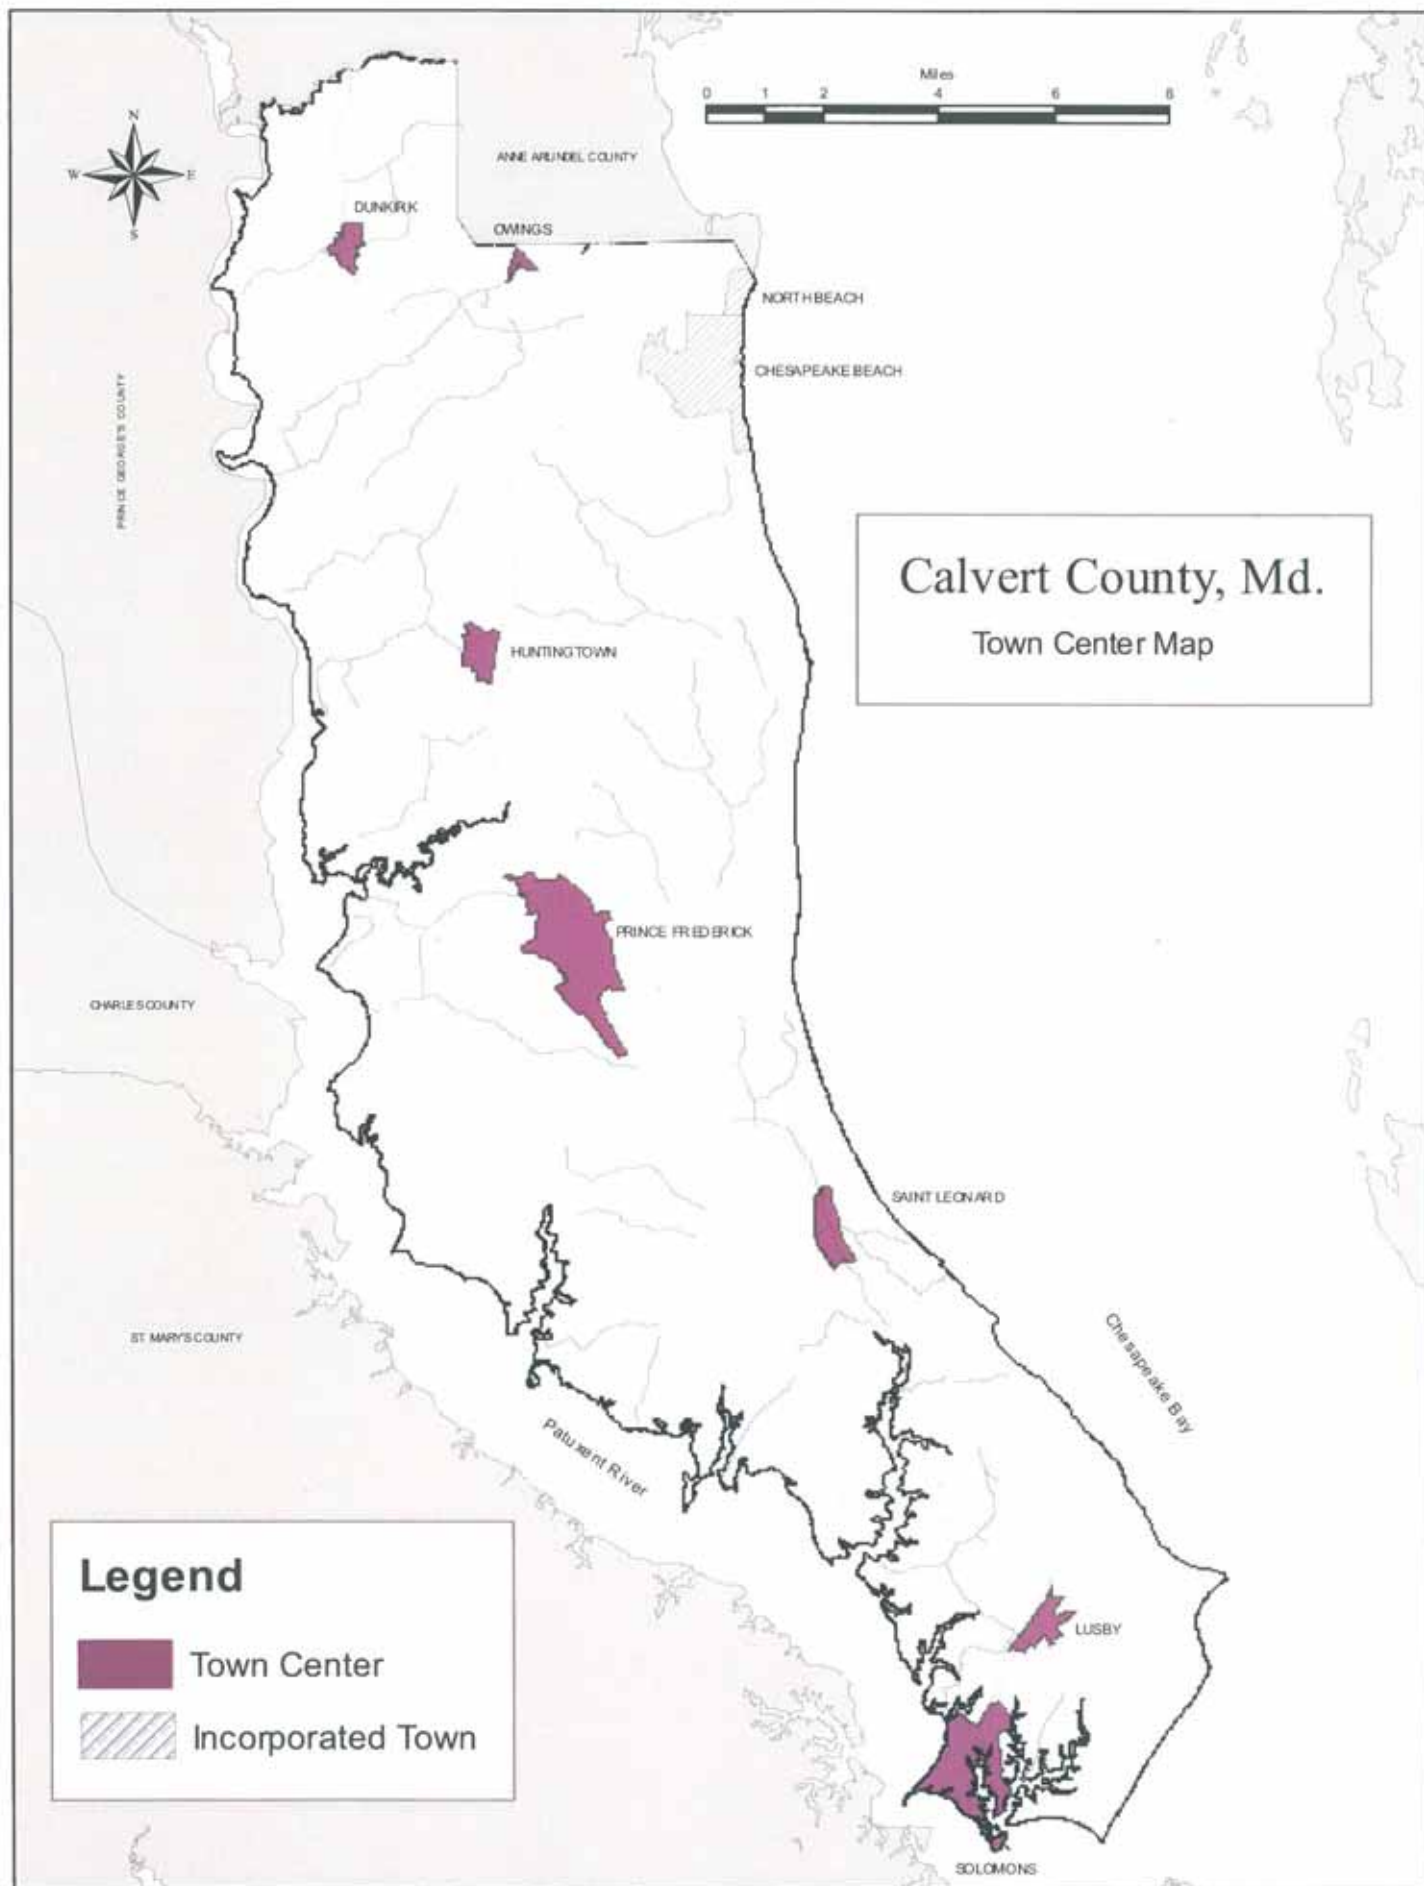 Miles
0 1 2 4 6 8
N
W E
S
ANNE ARUNDEL COUNTY
DUNKIRK
OWINGS
NORTH BEACH
CHESAPEAKE BEACH
PRINCE GEORGE'S COUNTY
Calvert County, Md.
Town Center Map
HUNTINGTOWN
PRINCE FREDERICK
CHARLES COUNTY
SAINT LEONARD
ST. MARY'S COUNTY
Chesapeake Bay
Patuxent River
Legend
Town Center
Incorporated Town
LUSBY
SOLOMONS